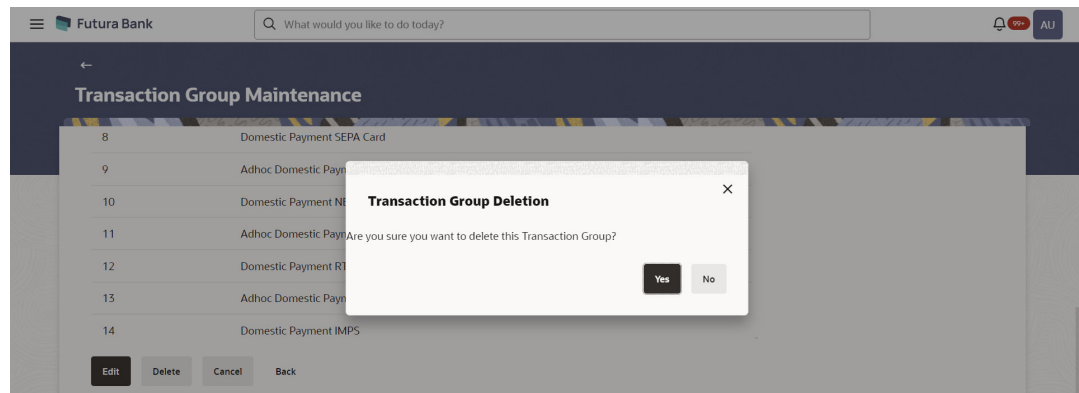 Futura Bank
What would you like to do today?
99+
AU
Transaction Group Maintenance
8 Domestic Payment SEPA Card
9 Adhoc Domestic Paym
10 Domestic Payment NE
11 Adhoc Domestic Paym
12 Domestic Payment RT
13 Adhoc Domestic Paym
14 Domestic Payment IMPS
Transaction Group Deletion
Are you sure you want to delete this Transaction Group?
Yes No
Edit Delete Cancel Back